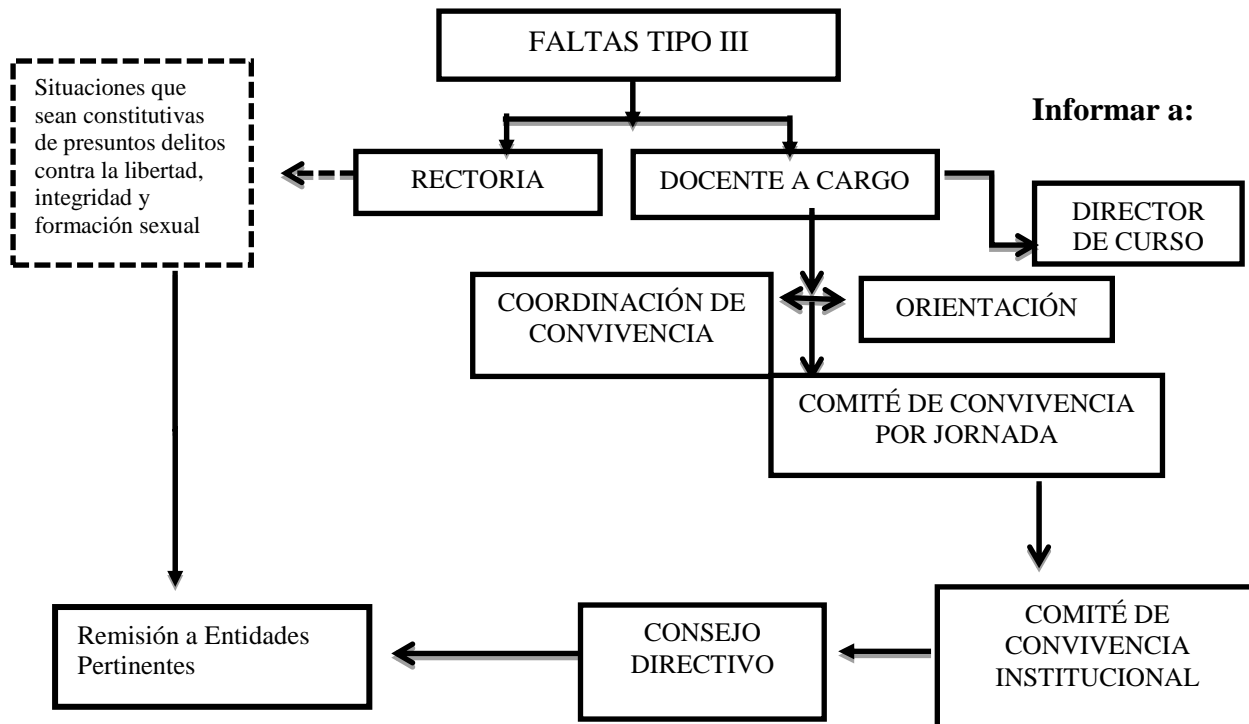 FALTAS TIPO III
Situaciones que
sean constitutivas
de presuntos delitos
contra la libertad,
integridad y
formación sexual
Informar a:
RECTORIA
DOCENTE A CARGO
DIRECTOR
DE CURSO
COORDINACIÓN DE
CONVIVENCIA
ORIENTACIÓN
COMITÉ DE CONVIVENCIA
POR JORNADA
Remisión a Entidades
Pertinentes
CONSEJO
DIRECTIVO
COMITÉ DE
CONVIVENCIA
INSTITUCIONAL